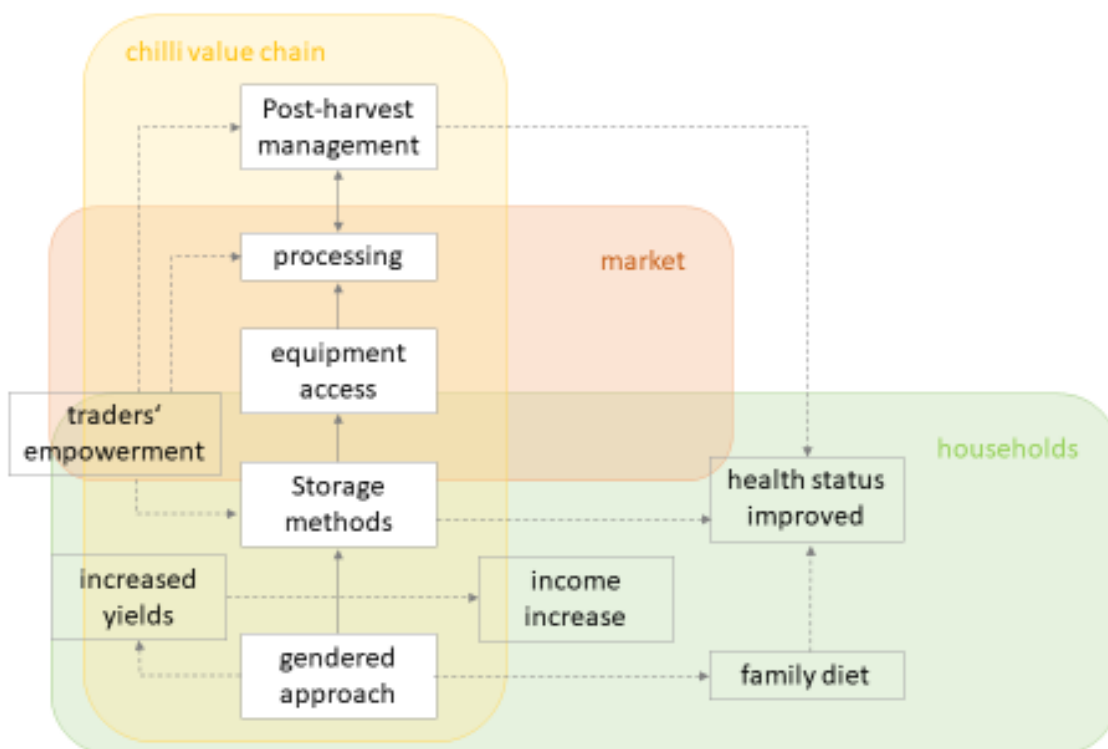 chilli value chain
Post-harvest
management
processing
market
equipment
access
traders‘
empowerment
households
Storage
methods
health status
improved
increased
yields
income
increase
gendered
approach
family diet